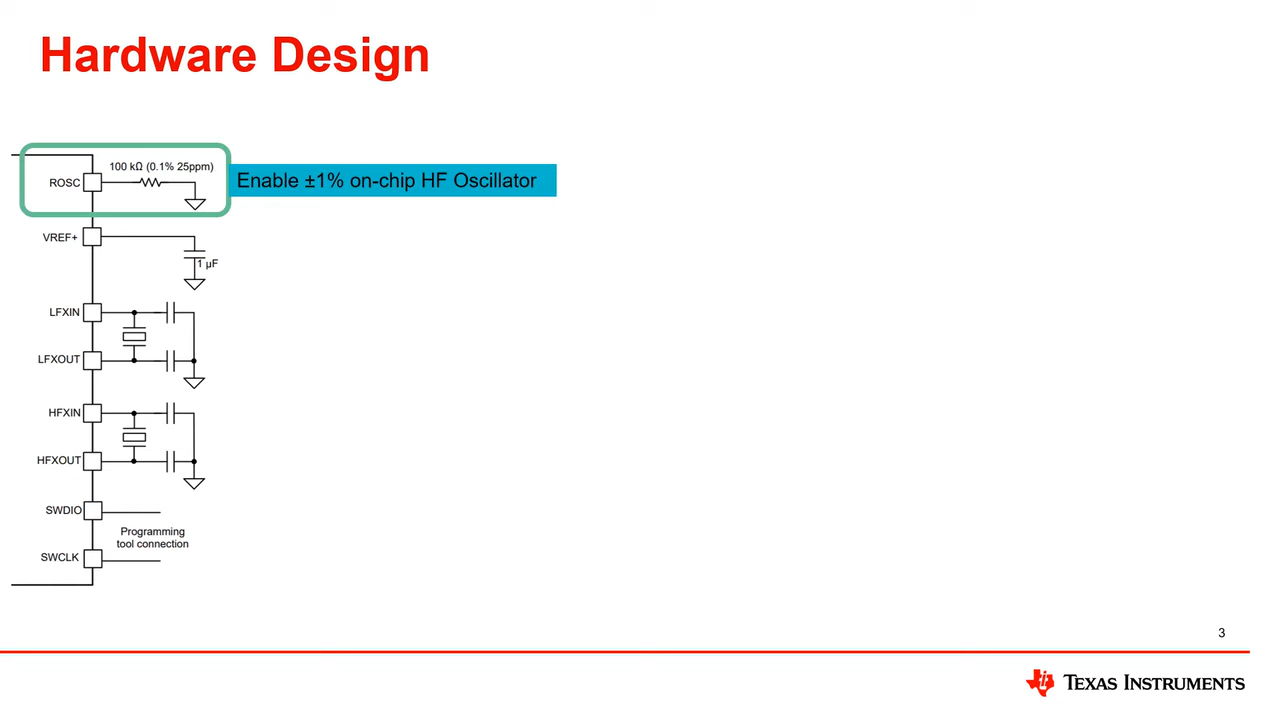 Hardware Design
100 kΩ (0.1% 25ppm)
ROSC
Enable ±1% on-chip HF Oscillator
VREF+
1 μF
LFXIN
LFXOUT
HFXIN
HFXOUT
SWDIO
Programming
tool connection
SWCLK
3
TEXAS INSTRUMENTS